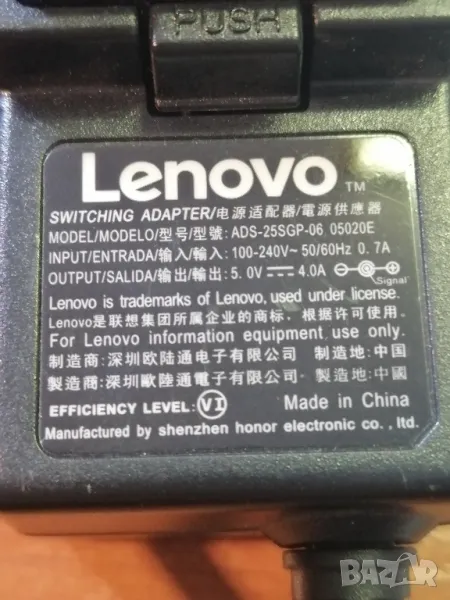 PUSH
Lenovo™
SWITCHING ADAPTER/电源适配器/電源供應器
MODEL/MODELO/型号/型號: ADS-25SGP-06 05020E
INPUT/ENTRADA/输入/輸入: 100-240V~ 50/60Hz 0.7A
OUTPUT/SALIDA/输出/輸出: 5.0V⎓4.0A
Signal
Lenovo is trademarks of Lenovo, used under license.
Lenovo是联想集团所属企业的商标，根据许可使用。
For Lenovo information equipment use only.
制造商：深圳欧陆通电子有限公司 制造地：中国
製造商：深圳歐陸通電子有限公司 製造地：中國
EFFICIENCY LEVEL: VI Made in China
Manufactured by shenzhen honor electronic co. , ltd.
BAZAR